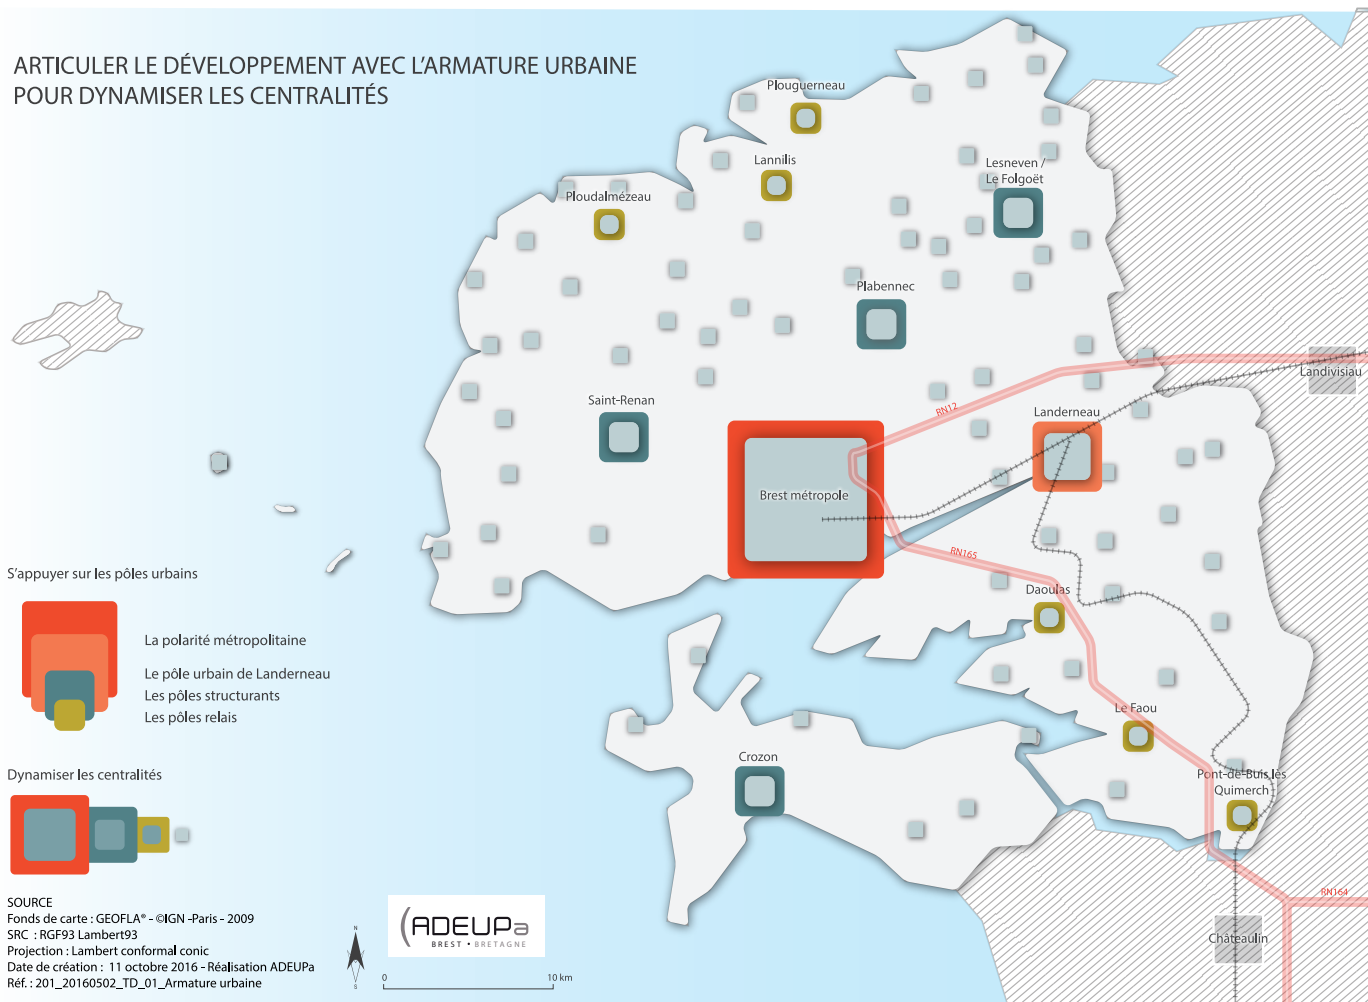 ARTICULER LE DÉVELOPPEMENT AVEC L'ARMATURE URBAINE
POUR DYNAMISER LES CENTRALITÉS
Plouguerneau
Lannilis
Lesneven /
Le Folgoët
Ploudalmézeau
Plabennec
Landivisiau
Saint-Renan
RN12
Landerneau
Brest métropole
RN165
Daoulas
Le Faou
Crozon
Pont-de-Buis lès
Quimerch
RN164
Châteaulin
S'appuyer sur les pôles urbains
La polarité métropolitaine
Le pôle urbain de Landerneau
Les pôles structurants
Les pôles relais
Dynamiser les centralités
SOURCE
Fonds de carte : GEOFLA® - ©IGN -Paris - 2009
SRC : RGF93 Lambert93
Projection : Lambert conformal conic
Date de création : 11 octobre 2016 - Réalisation ADEUPa
Réf. : 201_20160502_TD_01_Armature urbaine
N
S
(ADEUPa
BREST • BRETAGNE
0 10 km